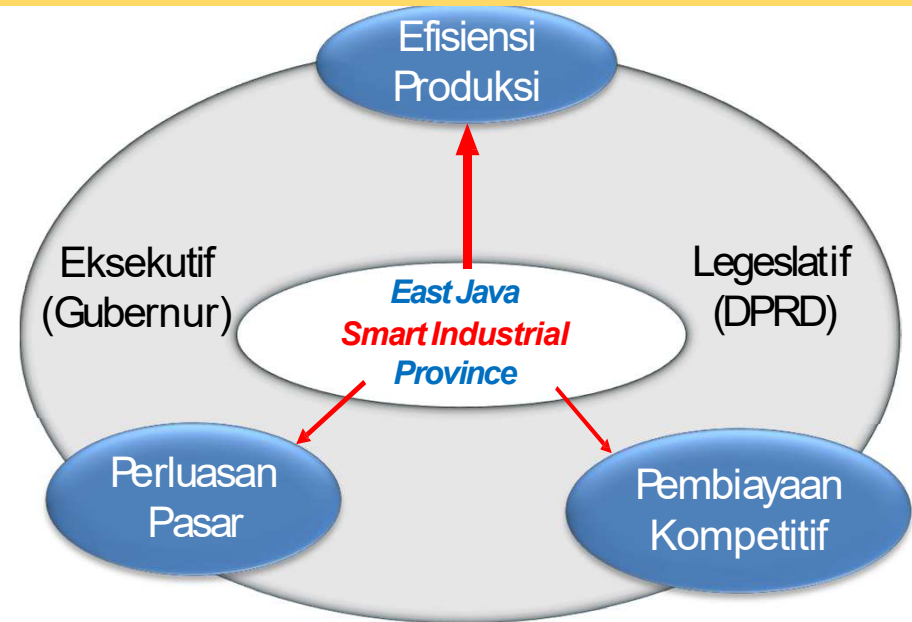 Efisiensi
Produksi
Eksekutif
(Gubernur)
Legeslatif
(DPRD)
East Java
Smart Industrial
Province
Perluasan
Pasar
Pembiayaan
Kompetitif